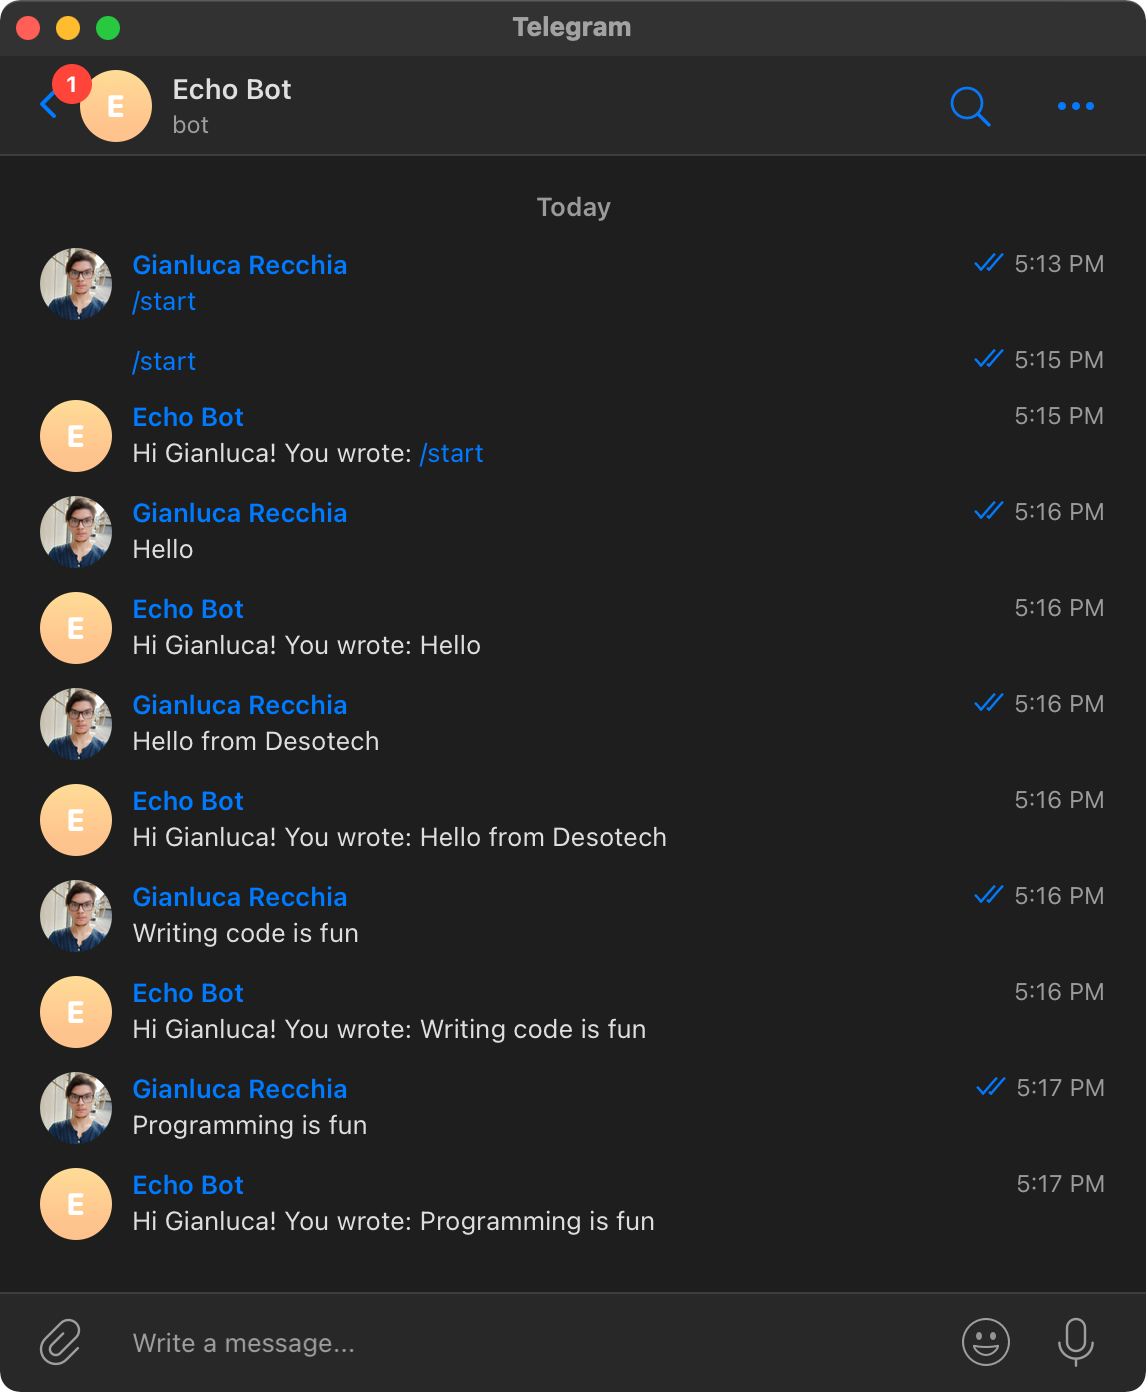 Telegram
1
E
Echo Bot
bot
Today
Gianluca Recchia 5:13 PM
/start
/start 5:15 PM
Echo Bot 5:15 PM
E
Hi Gianluca! You wrote: /start
Gianluca Recchia 5:16 PM
Hello
Echo Bot 5:16 PM
E
Hi Gianluca! You wrote: Hello
Gianluca Recchia 5:16 PM
Hello from Desotech
Echo Bot 5:16 PM
E
Hi Gianluca! You wrote: Hello from Desotech
Gianluca Recchia 5:16 PM
Writing code is fun
Echo Bot 5:16 PM
E
Hi Gianluca! You wrote: Writing code is fun
Gianluca Recchia 5:17 PM
Programming is fun
Echo Bot 5:17 PM
E
Hi Gianluca! You wrote: Programming is fun
Write a message...